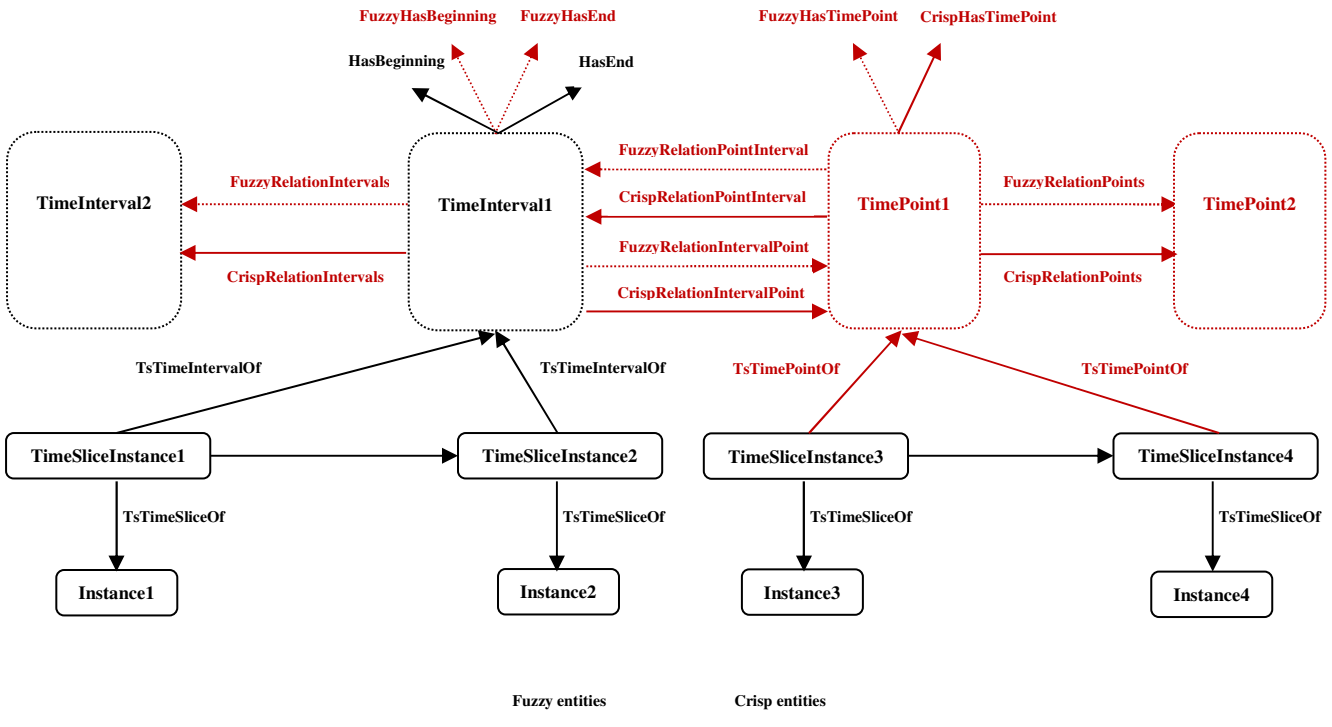 FuzzyHasBeginning FuzzyHasEnd FuzzyHasTimePoint CrispHasTimePoint
HasBeginning HasEnd
FuzzyRelationPointInterval
FuzzyRelationIntervals FuzzyRelationPoints
CrispRelationPointInterval
TimeInterval2 TimeInterval1 TimePoint1 TimePoint2
FuzzyRelationIntervalPoint
CrispRelationIntervals CrispRelationPoints
CrispRelationIntervalPoint
TsTimeIntervalOf TsTimeIntervalOf TsTimePointOf TsTimePointOf
TimeSliceInstance1 TimeSliceInstance2 TimeSliceInstance3 TimeSliceInstance4
TsTimeSliceOf TsTimeSliceOf TsTimeSliceOf TsTimeSliceOf
Instance1 Instance2 Instance3 Instance4
Fuzzy entities Crisp entities